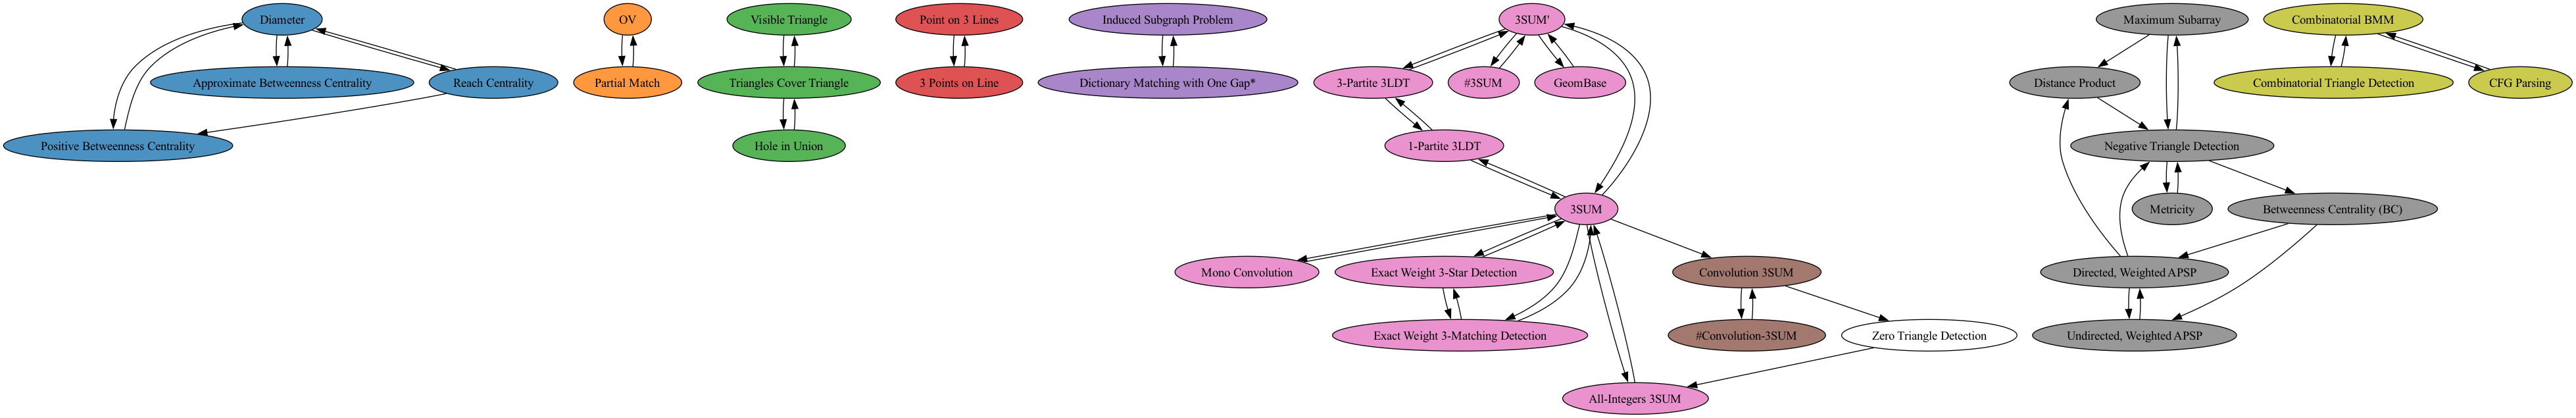 Diameter
OV
Visible Triangle
Point on 3 Lines
Induced Subgraph Problem
3SUM'
Maximum Subarray
Combinatorial BMM
Approximate Betweenness Centrality
Reach Centrality
Partial Match
Triangles Cover Triangle
3 Points on Line
Dictionary Matching with One Gap*
3-Partite 3LDT
#3SUM
GeomBase
Distance Product
Combinatorial Triangle Detection
CFG Parsing
Positive Betweenness Centrality
Hole in Union
1-Partite 3LDT
Negative Triangle Detection
3SUM
Metricity
Betweenness Centrality (BC)
Mono Convolution
Exact Weight 3-Star Detection
Convolution 3SUM
Directed, Weighted APSP
Exact Weight 3-Matching Detection
#Convolution-3SUM
Zero Triangle Detection
Undirected, Weighted APSP
All-Integers 3SUM